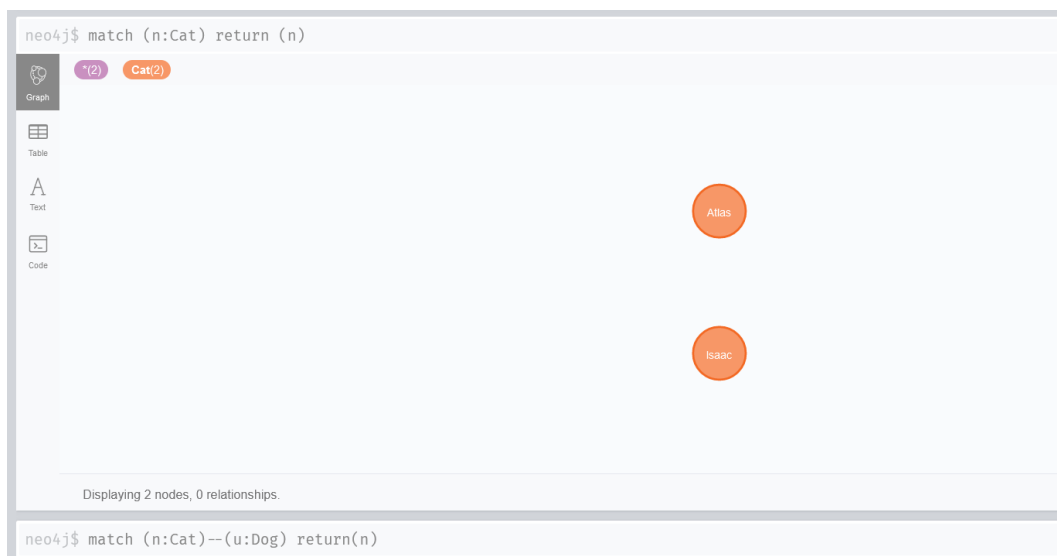 neo4j$ match (n:Cat) return (n)
*(2) Cat(2)
Graph
Table
Text
Code
Atlas
Isaac
Displaying 2 nodes, 0 relationships.
neo4j$ match (n:Cat)--(u:Dog) return(n)